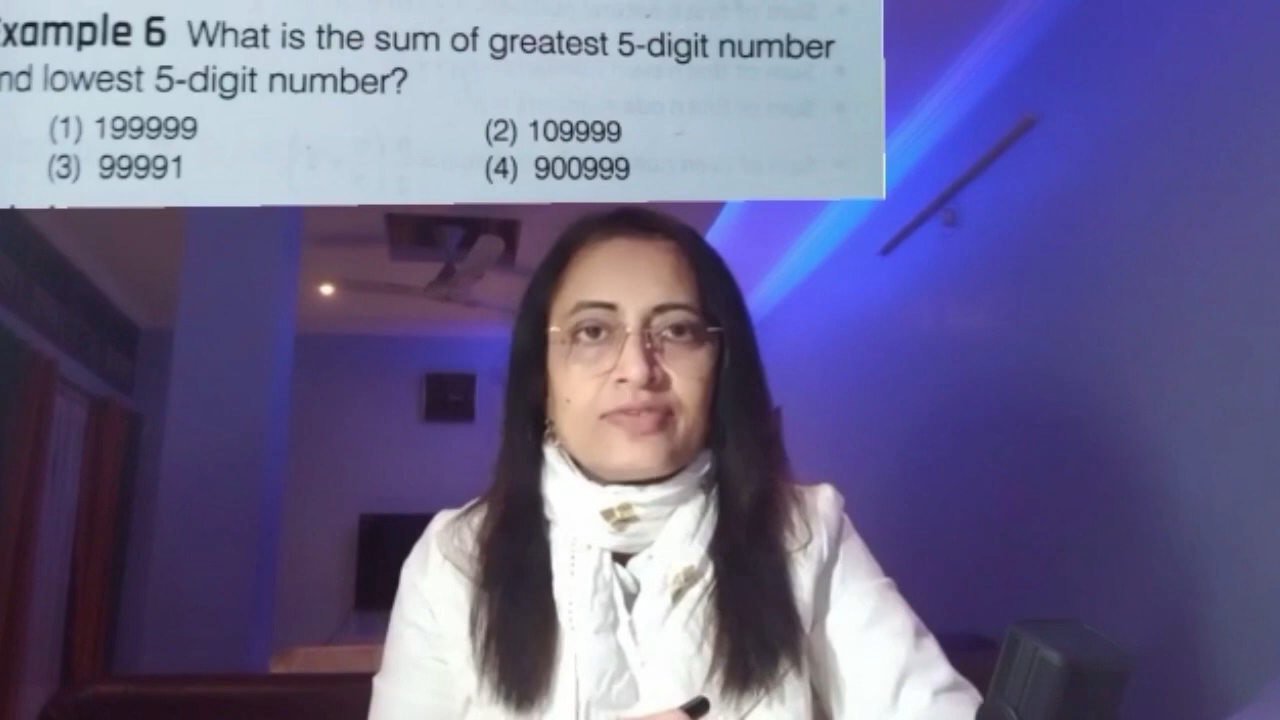 xample 6 What is the sum of greatest 5-digit number
nd lowest 5-digit number?
(1) 199999 (2) 109999
(3) 99991 (4) 900999